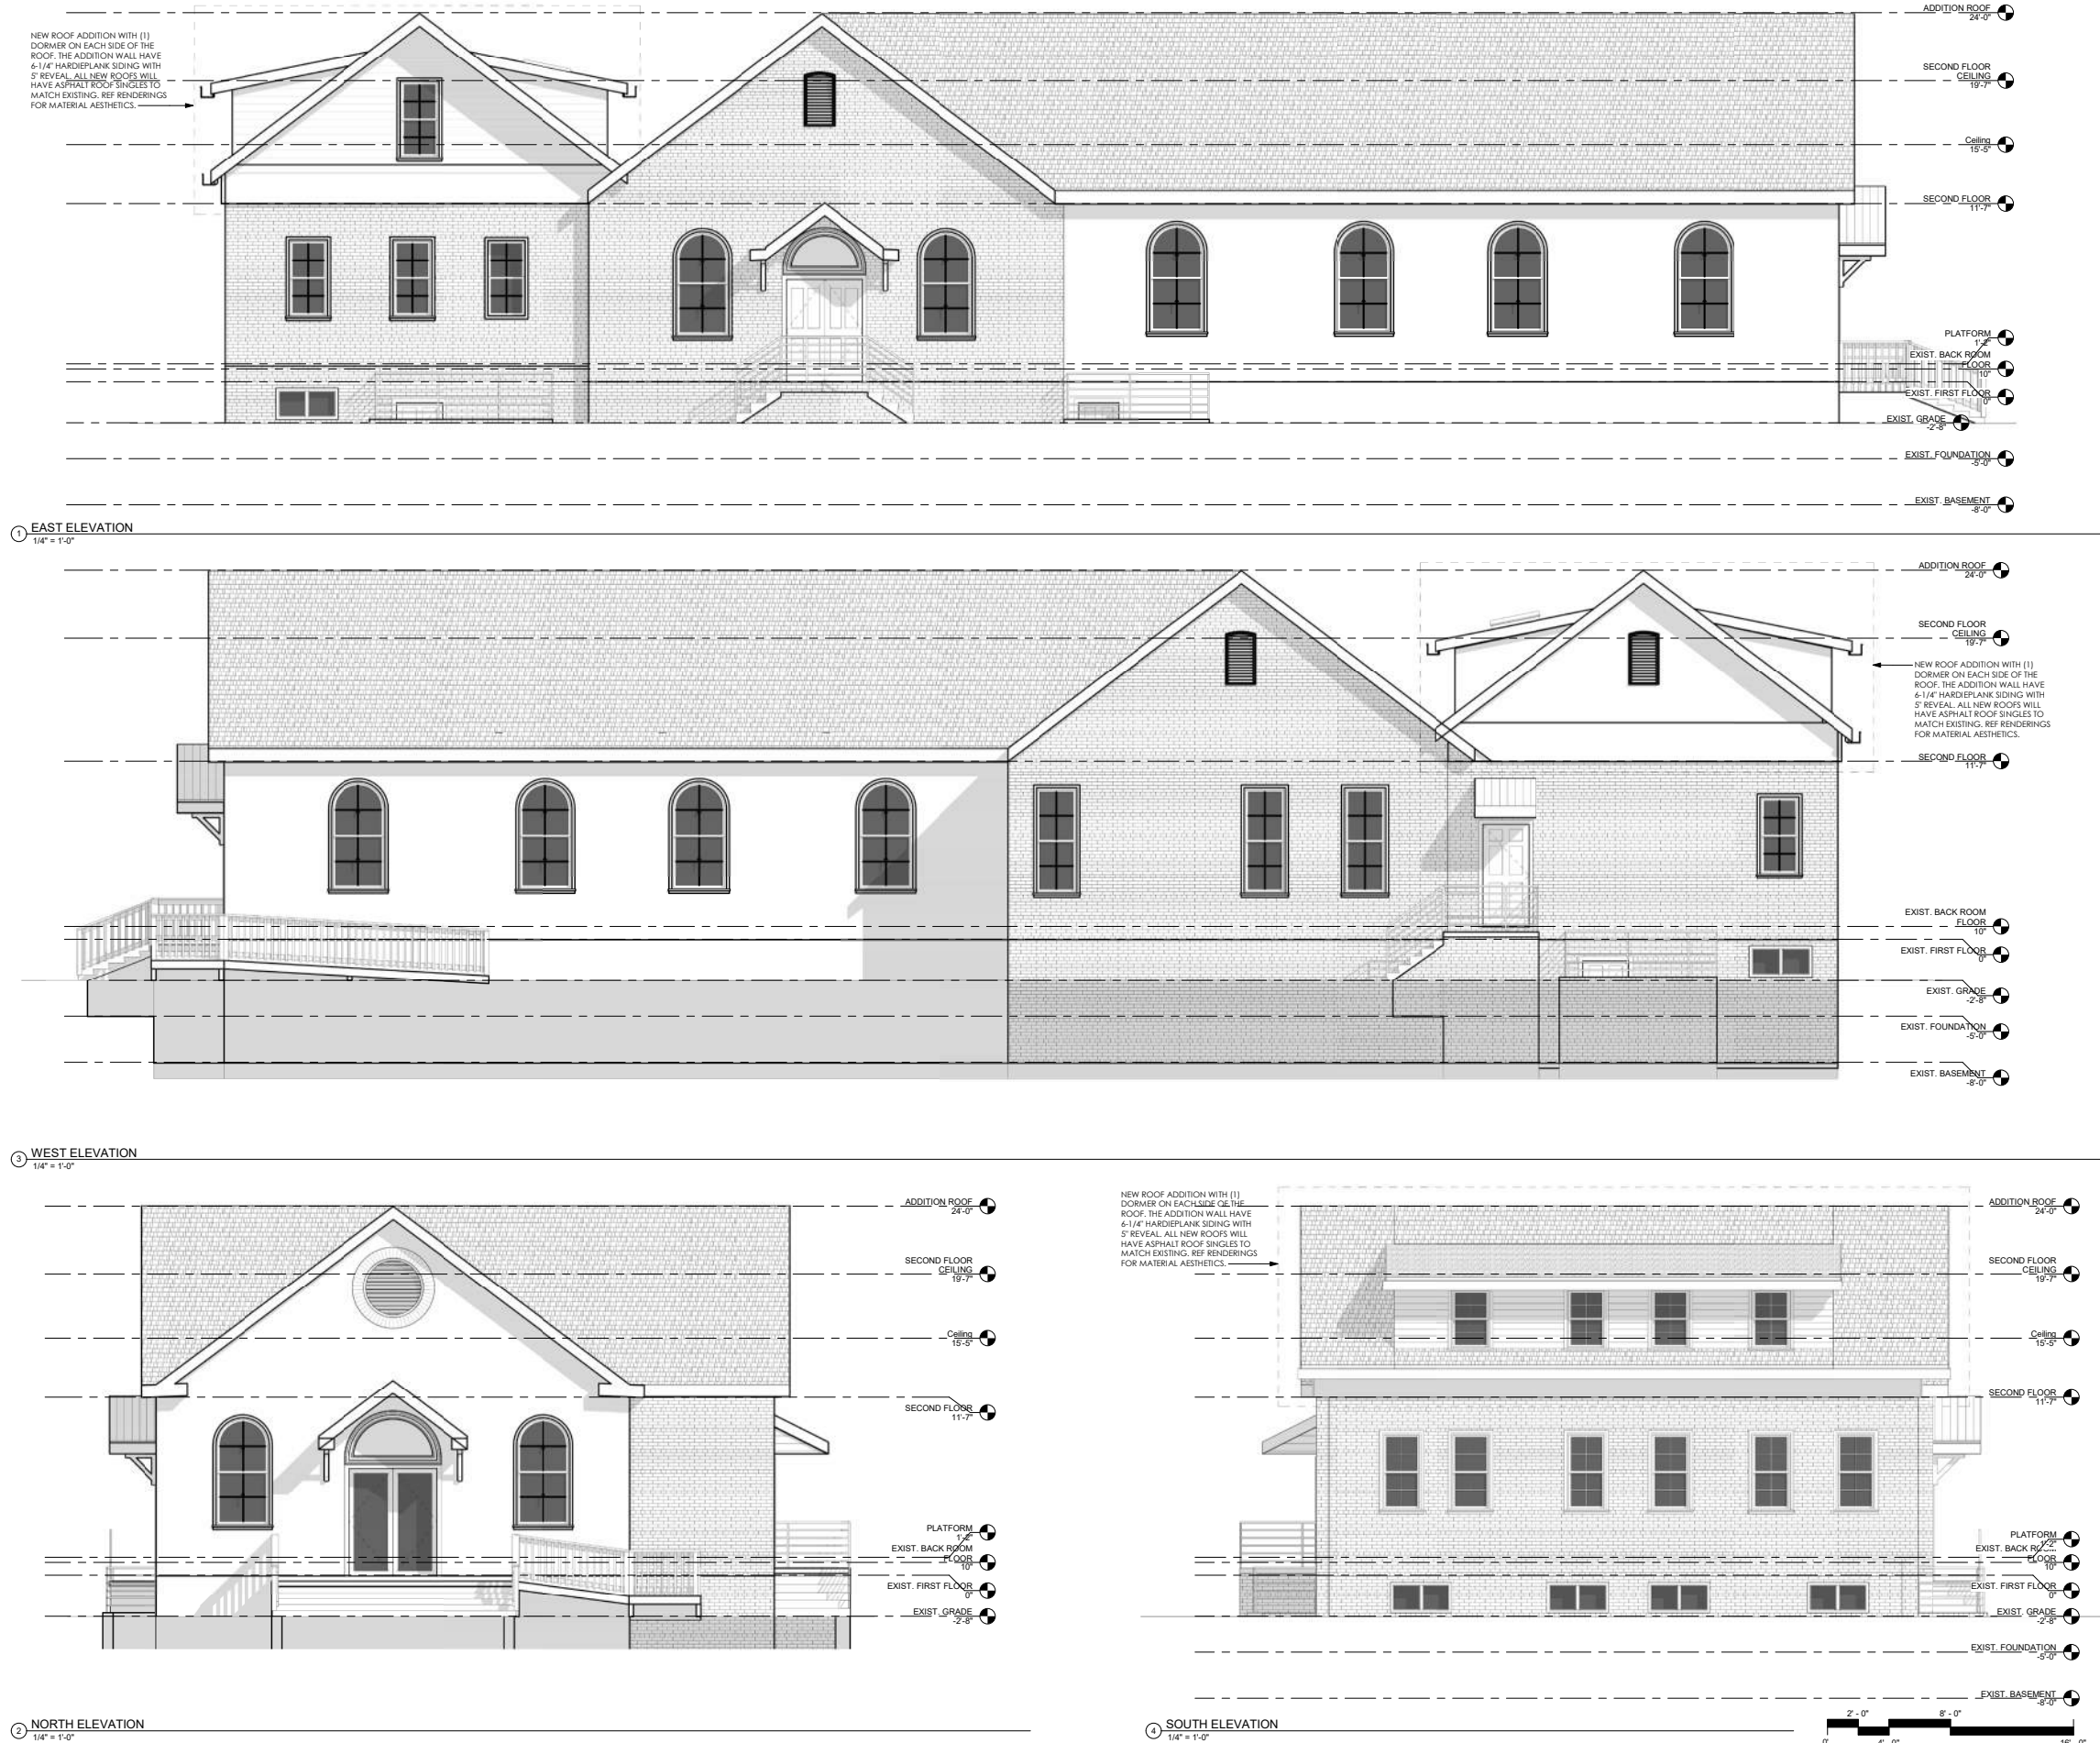 NEW ROOF ADDITION WITH (1)
DORMER ON EACH SIDE OF THE
ROOF. THE ADDITION WALL HAVE
6-1/4" HARDIEPLANK SIDING WITH
5" REVEAL. ALL NEW ROOFS WILL
HAVE ASPHALT ROOF SINGLES TO
MATCH EXISTING. REF RENDERINGS
FOR MATERIAL AESTHETICS.
ADDITION ROOF
24'-0"
SECOND FLOOR
CEILING
19'-7"
Ceiling
15'-5"
SECOND FLOOR
11'-7"
PLATFORM
1'-2"
EXIST. BACK ROOM
FLOOR
10"
EXIST. FIRST FLOOR
0"
EXIST. GRADE
-2'-8"
EXIST. FOUNDATION
-5'-0"
EXIST. BASEMENT
-8'-0"
1 EAST ELEVATION
1/4" = 1'-0"
ADDITION ROOF
24'-0"
SECOND FLOOR
CEILING
19'-7"
NEW ROOF ADDITION WITH (1)
DORMER ON EACH SIDE OF THE
ROOF. THE ADDITION WALL HAVE
6-1/4" HARDIEPLANK SIDING WITH
5" REVEAL. ALL NEW ROOFS WILL
HAVE ASPHALT ROOF SINGLES TO
MATCH EXISTING. REF RENDERINGS
FOR MATERIAL AESTHETICS.
SECOND FLOOR
11'-7"
EXIST. BACK ROOM
FLOOR
10"
EXIST. FIRST FLOOR
0"
EXIST. GRADE
-2'-8"
EXIST. FOUNDATION
-5'-0"
EXIST. BASEMENT
-8'-0"
3 WEST ELEVATION
1/4" = 1'-0"
ADDITION ROOF
24'-0"
SECOND FLOOR
CEILING
19'-7"
Ceiling
15'-5"
SECOND FLOOR
11'-7"
PLATFORM
1'-2"
EXIST. BACK ROOM
FLOOR
10"
EXIST. FIRST FLOOR
0"
EXIST. GRADE
-2'-8"
2 NORTH ELEVATION
1/4" = 1'-0"
NEW ROOF ADDITION WITH (1)
DORMER ON EACH SIDE OF THE
ROOF. THE ADDITION WALL HAVE
6-1/4" HARDIEPLANK SIDING WITH
5" REVEAL. ALL NEW ROOFS WILL
HAVE ASPHALT ROOF SINGLES TO
MATCH EXISTING. REF RENDERINGS
FOR MATERIAL AESTHETICS.
ADDITION ROOF
24'-0"
SECOND FLOOR
CEILING
19'-7"
Ceiling
15'-5"
SECOND FLOOR
11'-7"
PLATFORM
1'-2"
EXIST. BACK
FLOOR
10"
EXIST. FIRST FLOOR
0"
EXIST. GRADE
-2'-8"
EXIST. FOUNDATION
-5'-0"
EXIST. BASEMENT
-8'-0"
4 SOUTH ELEVATION
1/4" = 1'-0"
2' - 0" 8' - 0"